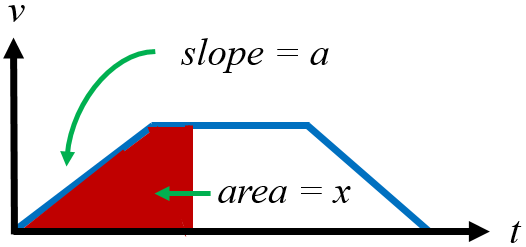 v
slope = a
area = x
t